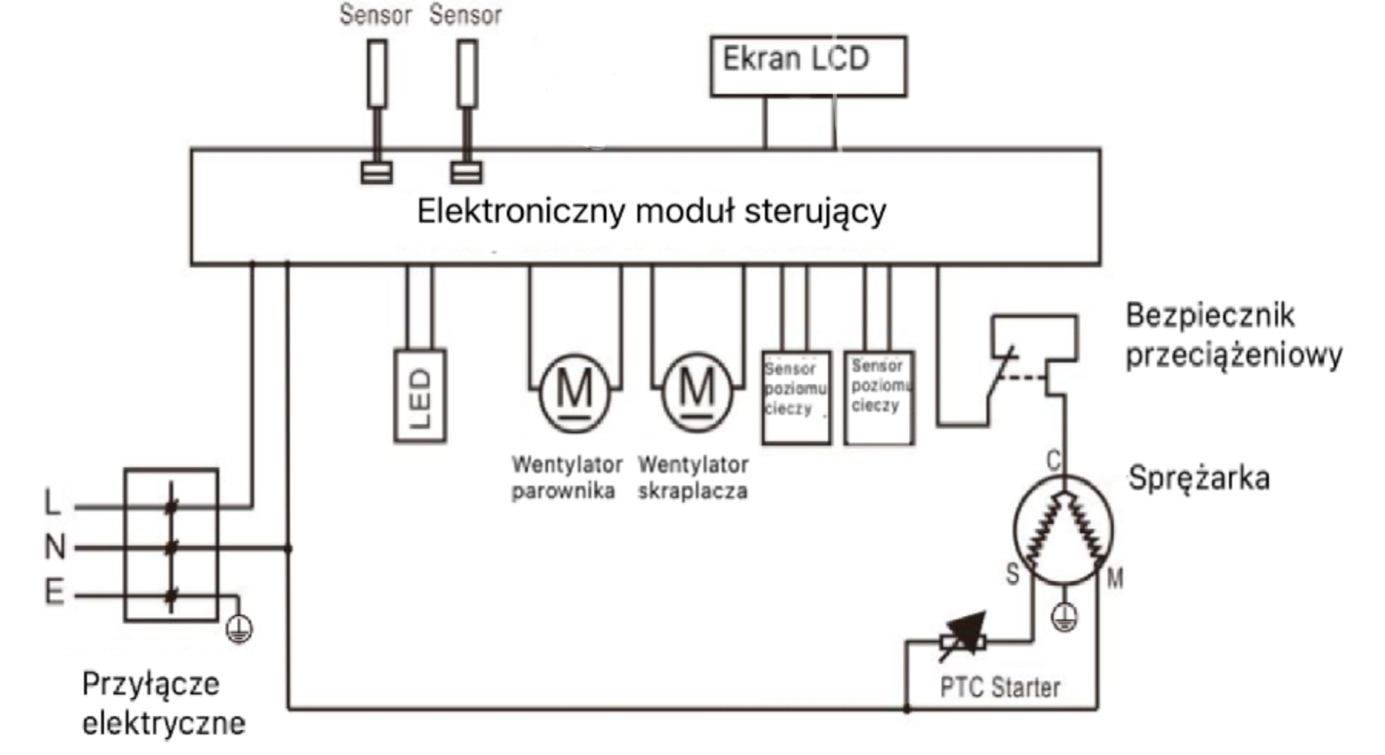 Sensor Sensor
Ekran LCD
Elektroniczny moduł sterujący
Bezpiecznik
przeciążeniowy
LED
M
M
Sensor
poziomu
cieczy
Sensor
poziomu
cieczy
Wentylator
parownika
Wentylator
skraplacza
C
Sprężarka
L
N
E
S
M
PTC Starter
Przyłącze
elektryczne